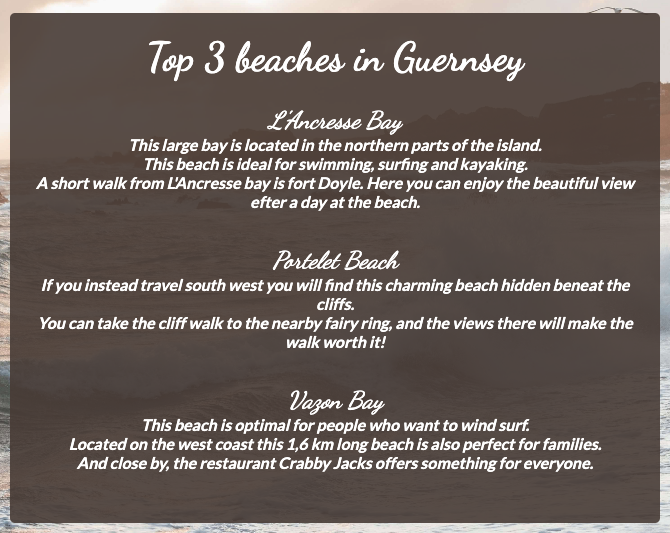 Top 3 beaches in Guernsey
L'Ancresse Bay
This large bay is located in the northern parts of the island.
This beach is ideal for swimming, surfing and kayaking.
A short walk from L'Ancresse bay is fort Doyle. Here you can enjoy the beautiful view
efter a day at the beach.
Portelet Beach
If you instead travel south west you will find this charming beach hidden beneat the
cliffs.
You can take the cliff walk to the nearby fairy ring, and the views there will make the
walk worth it!
Vazon Bay
This beach is optimal for people who want to wind surf.
Located on the west coast this 1,6 km long beach is also perfect for families.
And close by, the restaurant Crabby Jacks offers something for everyone.